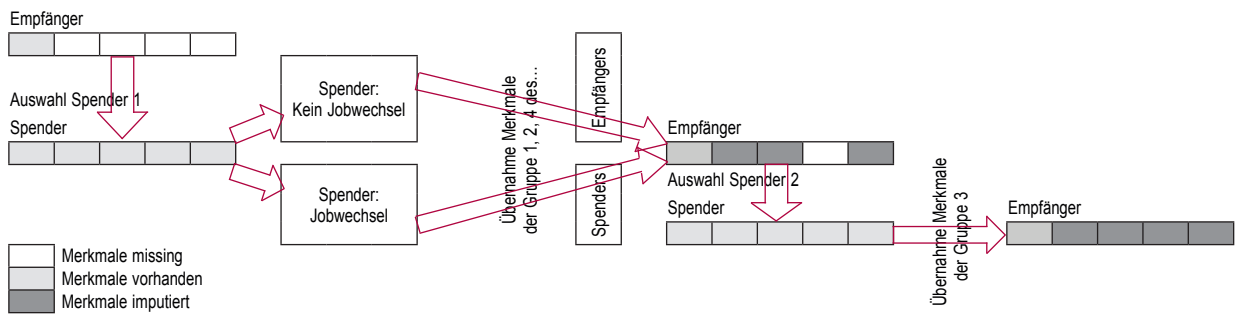 Empfänger
Auswahl Spender 1
Spender
Spender:
Kein Jobwechsel
Spender:
Jobwechsel
Übernahme Merkmale
der Gruppe 1, 2, 4 des...
Empfängers
Spenders
Empfänger
Auswahl Spender 2
Spender
Übernahme Merkmale
der Gruppe 3
Empfänger
Merkmale missing
Merkmale vorhanden
Merkmale imputiert